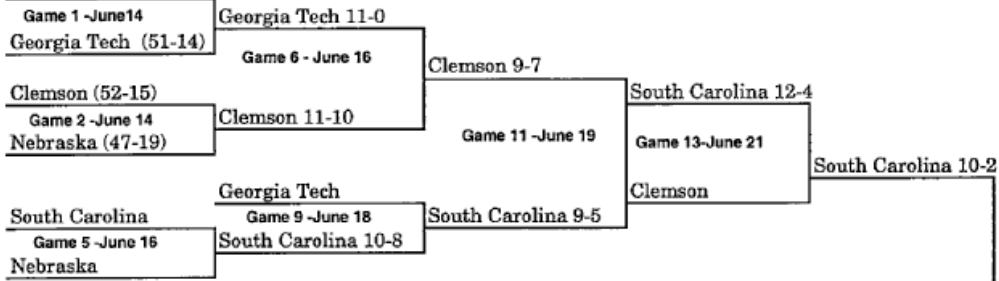 Game 1 -June14
Georgia Tech (51-14)
Georgia Tech 11-0
Game 6 - June 16
Clemson 9-7
Clemson (52-15)
Game 2 -June 14
Nebraska (47-19)
Clemson 11-10
Game 11 -June 19
South Carolina 12-4
Game 13-June 21
South Carolina 10-2
Georgia Tech
Game 9 -June 18
South Carolina 9-5
Clemson
South Carolina
Game 5 -June 16
Nebraska
South Carolina 10-8